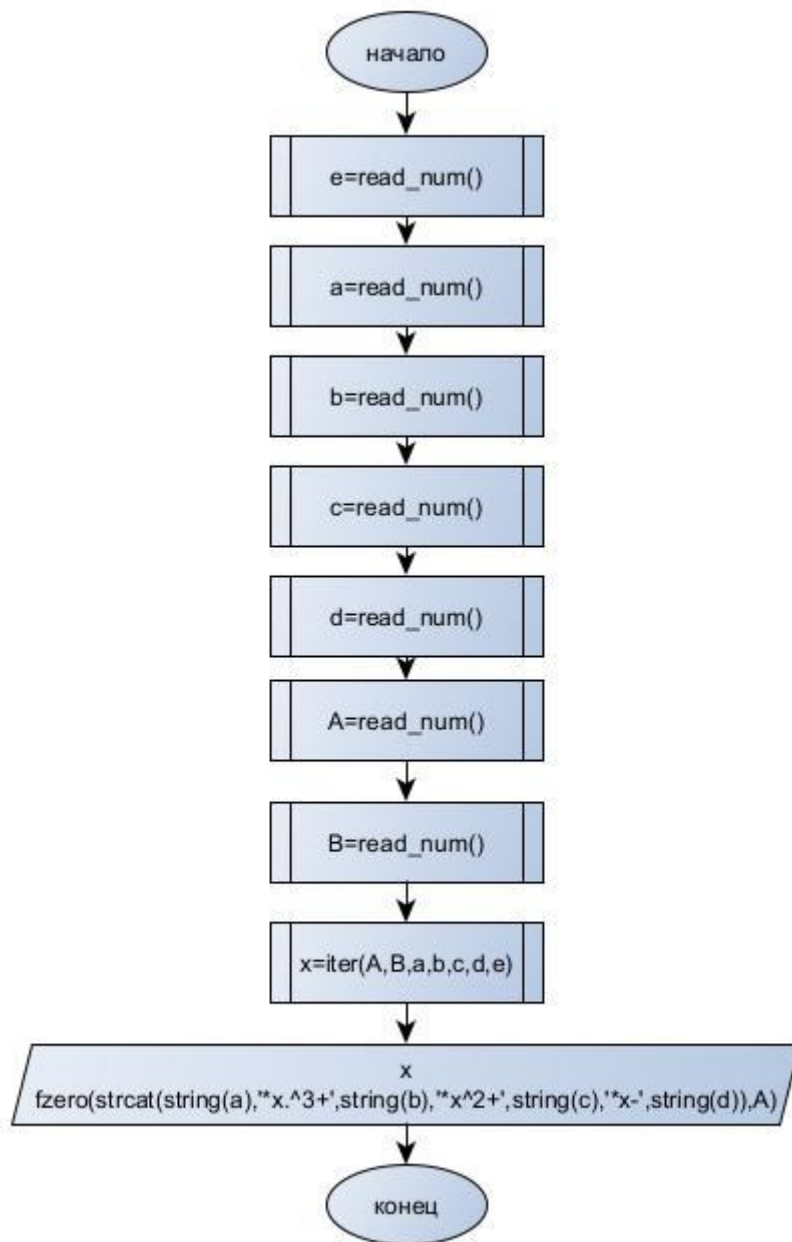 начало
e=read_num()
a=read_num()
b=read_num()
c=read_num()
d=read_num()
A=read_num()
B=read_num()
x=iter(A,B,a,b,c,d,e)
x
fzero(strcat(string(a),'*x.^3+',string(b),'*x^2+',string(c),'*x-',string(d)),A)
конец